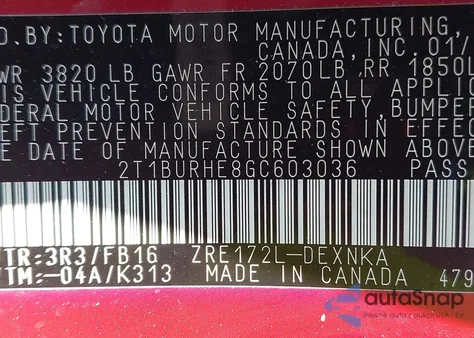 D.BY:TOYOTA MOTOR MANUFACTURI
CANADA, INC. 01/
WR 3820 LB GAWR FR 2070LB RR 1850L
IS VEHICLE CONFORMS TO ALL APPLIC
DERAL MOTOR VEHICLE SAFETY, BUMPE
EFT PREVENTION STANDARDS IN EFFEC
E DATE OF MANUFACTURE SHOWN ABOVE
2T1BURHE8GC603036 PASS
TR:3R3/FB16 ZRE172L-DEXNKA
TM:-04A/K313 MADE IN CANADA 479
autoSnap